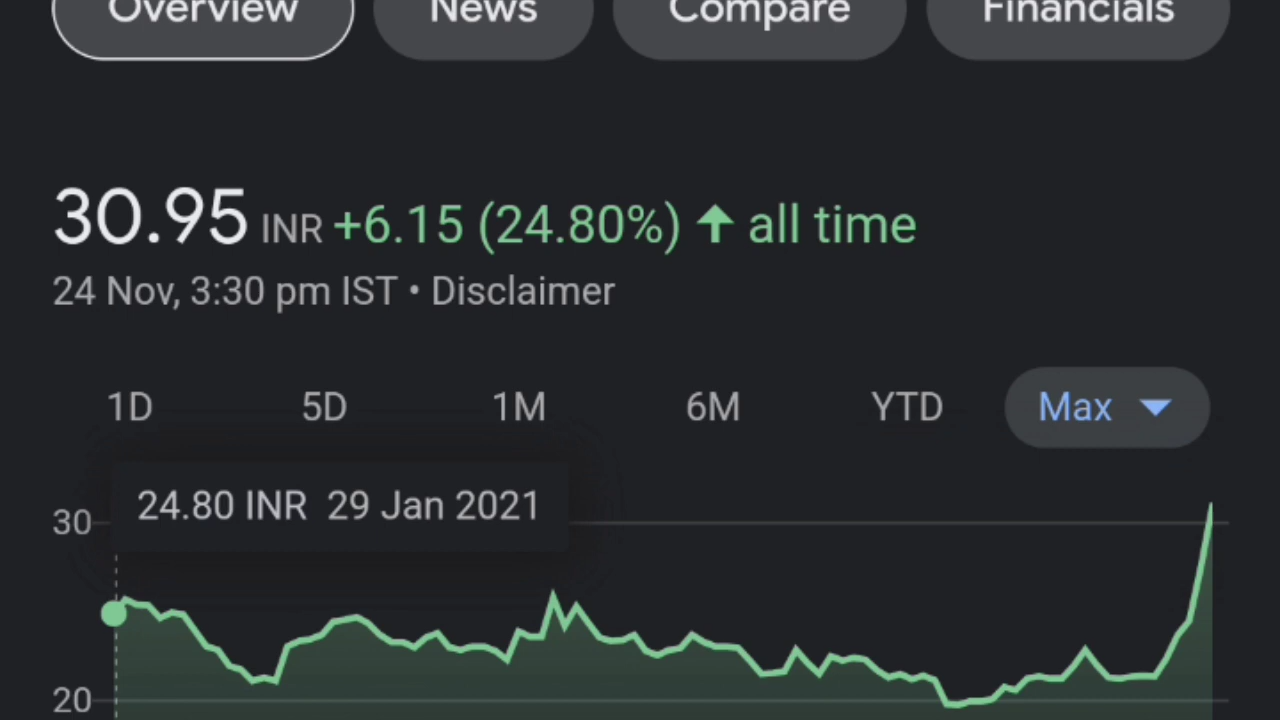 Overview News Compare Financials
30.95 INR +6.15 (24.80%) ↑ all time
24 Nov, 3:30 pm IST • Disclaimer
1D 5D 1M 6M YTD Max
24.80 INR 29 Jan 2021
30
20